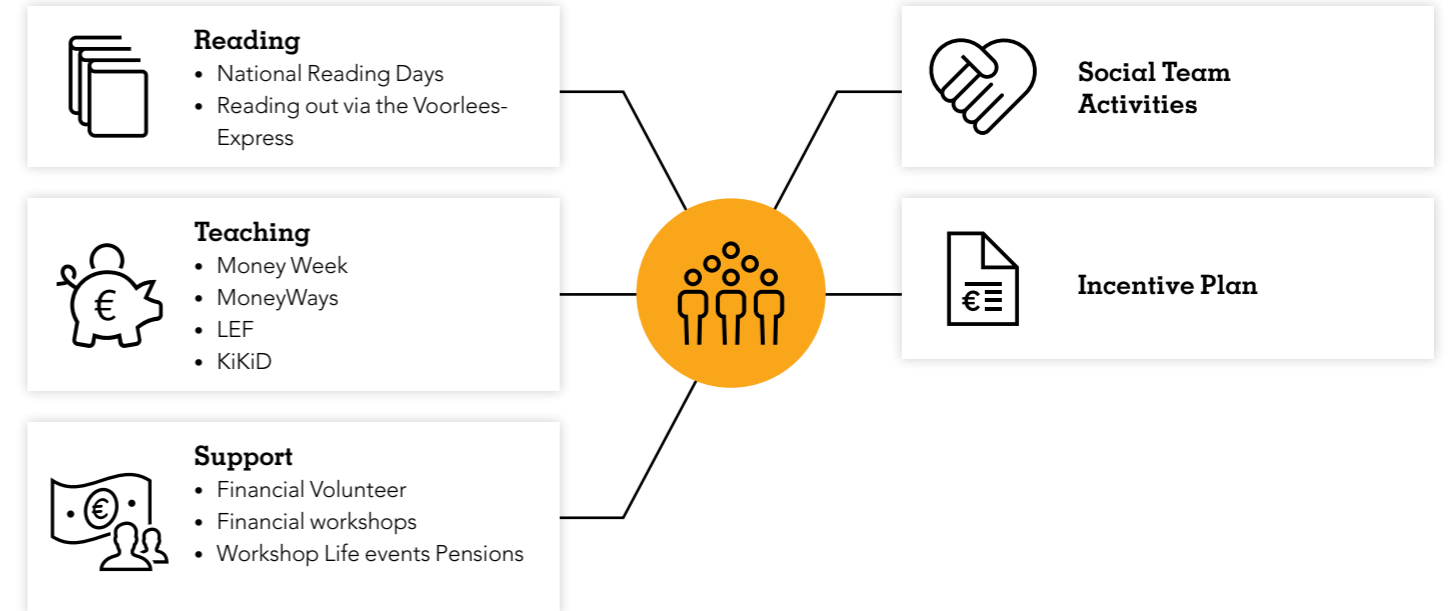 Reading
• National Reading Days
• Reading out via the Voorlees-
Express
Teaching
• Money Week
• MoneyWays
• LEF
• KiKiD
€
Support
• Financial Volunteer
• Financial workshops
• Workshop Life events Pensions
€
Social Team
Activities
Incentive Plan
€